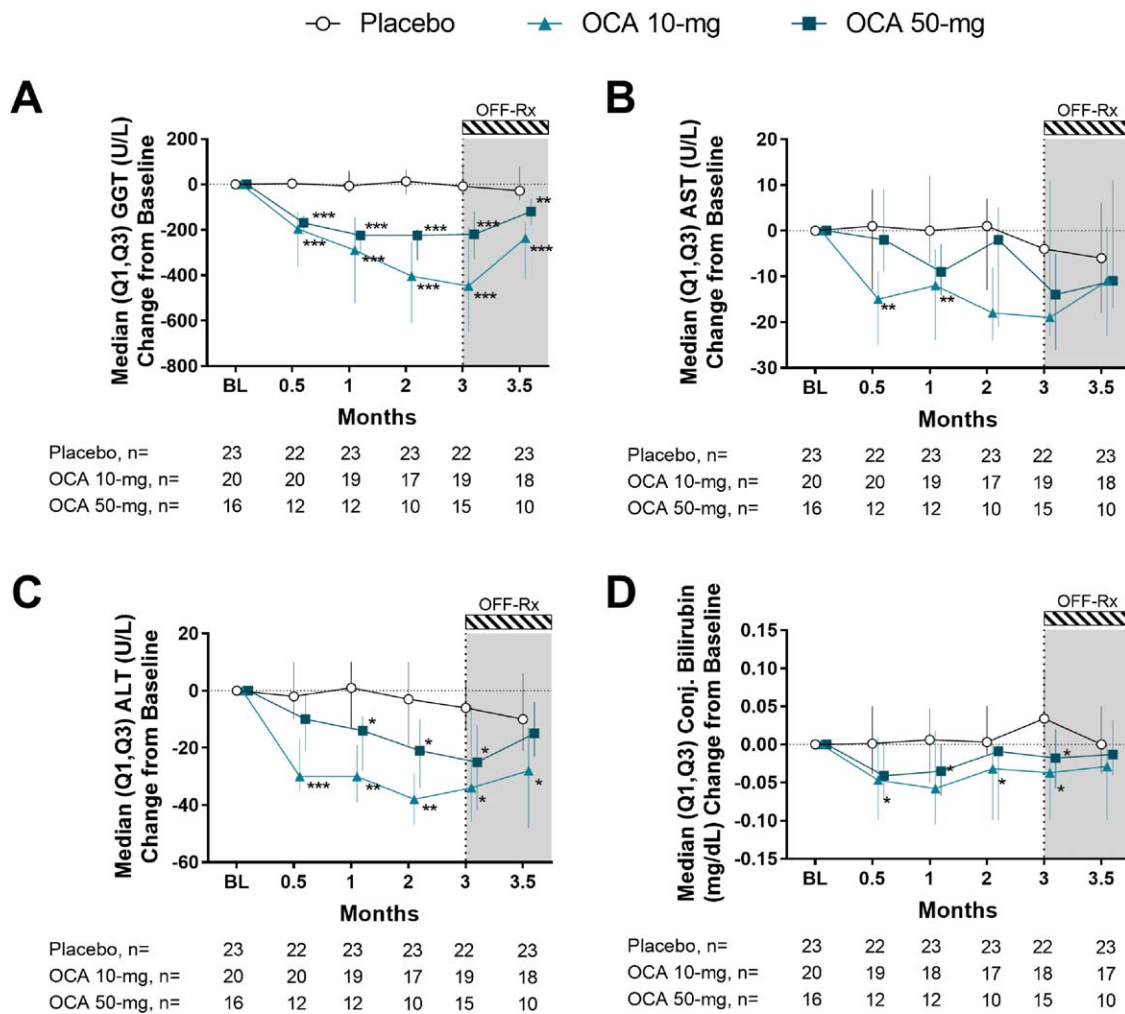 Placebo OCA 10-mg OCA 50-mg
A
OFF-Rx
Median (Q1,Q3) GGT (U/L)
Change from Baseline
200
0
-200
-400
-600
-800
*** *** *** *** **
*** *** *** *** ***
BL 0.5 1 2 3 3.5
Months
Placebo, n= 23 22 23 23 22 23
OCA 10-mg, n= 20 20 19 17 19 18
OCA 50-mg, n= 16 12 12 10 15 10
B
OFF-Rx
Median (Q1,Q3) AST (U/L)
Change from Baseline
20
10
0
-10
-20
-30
** **
BL 0.5 1 2 3 3.5
Months
Placebo, n= 23 22 23 23 22 23
OCA 10-mg, n= 20 20 19 17 19 18
OCA 50-mg, n= 16 12 12 10 15 10
C
OFF-Rx
Median (Q1,Q3) ALT (U/L)
Change from Baseline
20
0
-20
-40
-60
* * *
*** ** ** * *
BL 0.5 1 2 3 3.5
Months
Placebo, n= 23 22 23 23 22 23
OCA 10-mg, n= 20 20 19 17 19 18
OCA 50-mg, n= 16 12 12 10 15 10
D
OFF-Rx
Median (Q1,Q3) Conj. Bilirubin
(mg/dL) Change from Baseline
0.15
0.10
0.05
0.00
-0.05
-0.10
-0.15
* *
* * *
BL 0.5 1 2 3 3.5
Months
Placebo, n= 23 22 23 23 22 23
OCA 10-mg, n= 20 19 18 17 18 17
OCA 50-mg, n= 16 12 12 10 15 10